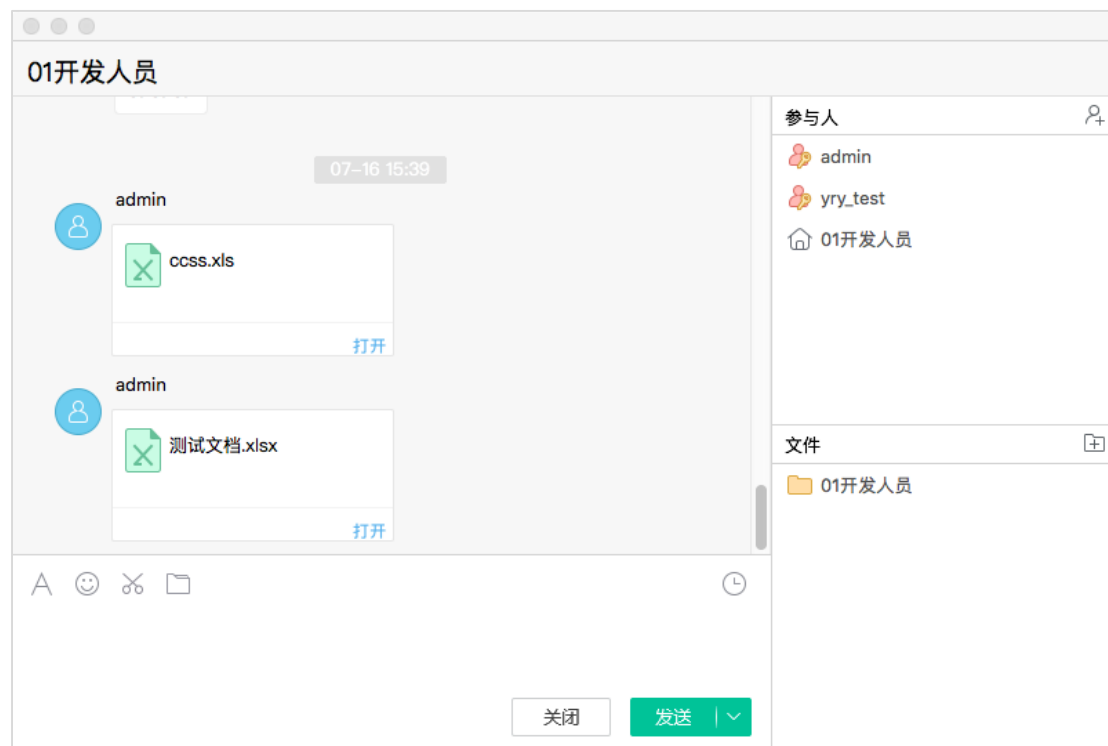 01开发人员
07-16 15:39
admin
ccss.xls
打开
admin
测试文档.xlsx
打开
关闭
发送
参与人
admin
yry_test
01开发人员
文件
01开发人员